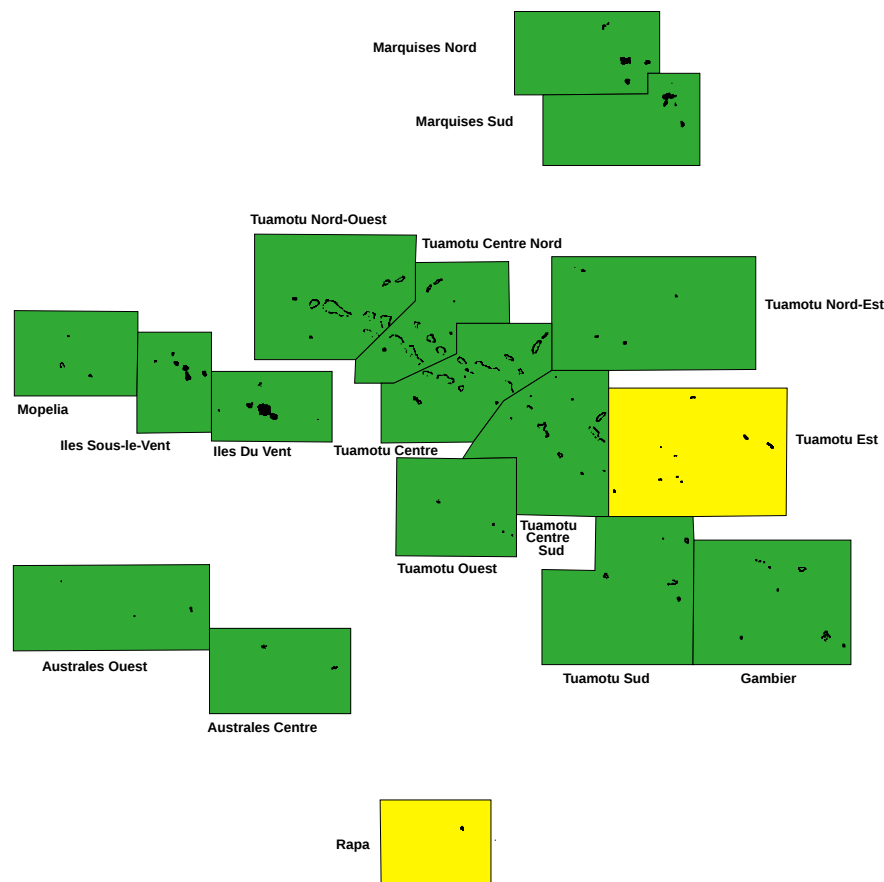 Marquises Nord
Marquises Sud
Tuamotu Nord-Ouest
Tuamotu Centre Nord
Tuamotu Nord-Est
Mopelia
Iles Sous-le-Vent
Iles Du Vent
Tuamotu Centre
Tuamotu Est
Tuamotu
Centre
Sud
Tuamotu Ouest
Australes Ouest
Tuamotu Sud
Gambier
Australes Centre
Rapa